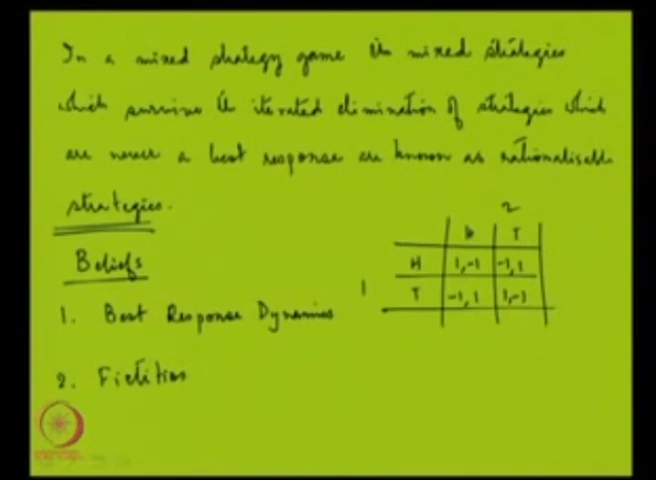 In a mixed strategy game the mixed strategies
which survive the iterated elimination of strategies which
are never a best response are known as rationalisable
strategies.
Beliefs
1. Best Response Dynamics
2. Fictitios
2
H T
H 1,-1 -1,1
1
T -1,1 1,-1